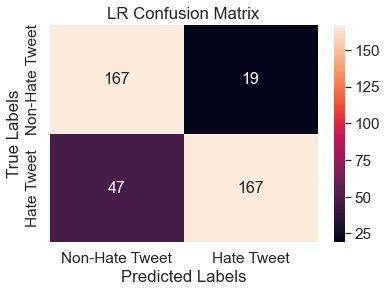 LR Confusion Matrix
True Labels
Non-Hate Tweet
Hate Tweet
167
19
47
167
Non-Hate Tweet
Hate Tweet
Predicted Labels
150
125
100
75
50
25